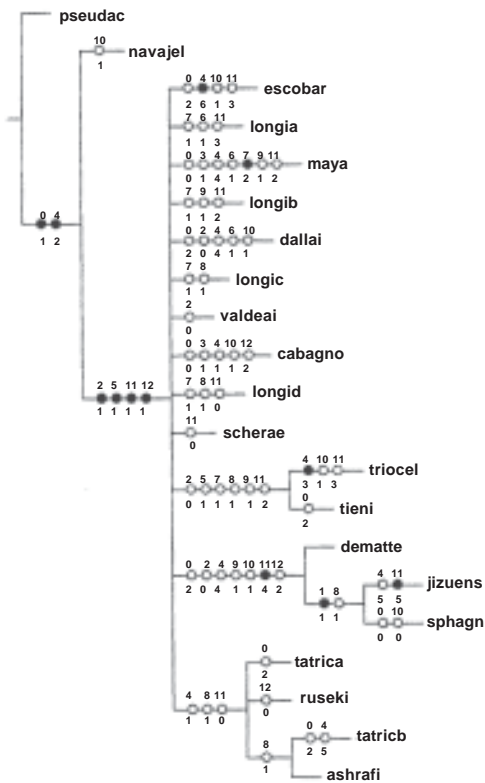 pseudac
10
navajel
1
0 4 10 11
escobar
2 6 1 3
7 6 11
longia
1 1 3
0 3 4 6 7 9 11
maya
0 1 4 1 2 1 2
7 9 11
longib
1 1 2
0 4
1 2
0 2 4 6 10
dallai
2 0 4 1 1
7 8
longic
1 1
2
valdeai
0
0 3 4 10 12
cabagno
0 1 1 1 2
2 5 11 12
1 1 1 1
7 8 11
longid
1 1 0
11
scherae
0
4 10 11
triocel
3 1 3
2 5 7 8 9 11
0 1 1 1 1 2
0
tieni
2
dematte
0 2 4 9 10 11 12
2 0 4 1 1 4 2
4 11
jizuens
5 5
1 8
1 1
0 10
sphagn
0 0
0
tatrica
2
12
ruseki
0
4 8 11
1 1 0
0 4
tatricb
2 5
8
1
ashrafi